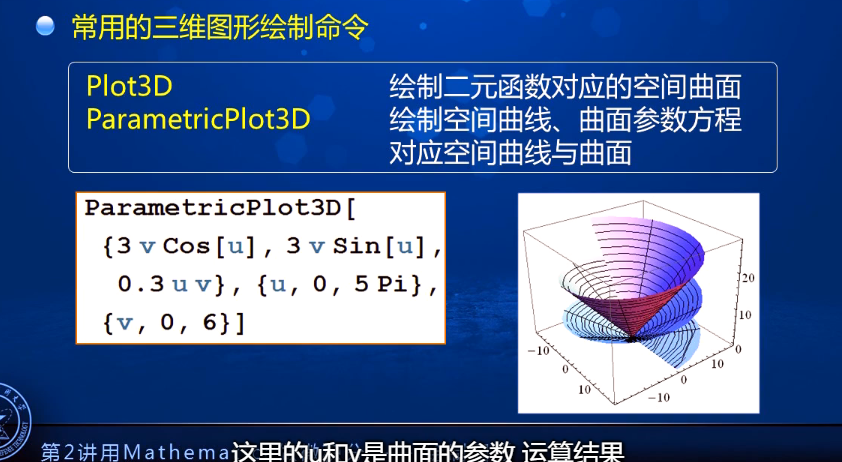 常用的三维图形绘制命令
Plot3D 绘制二元函数对应的空间曲面
ParametricPlot3D 绘制空间曲线、曲面参数方程
对应空间曲线与曲面
ParametricPlot3D[
{3 v Cos[u], 3 v Sin[u],
0.3 u v}, {u, 0, 5 Pi},
{v, 0, 6}]
20
10
0
-10
0
10
-10
0
10
第2讲用Mathema
这里的u和v是曲面的参数 运算结果